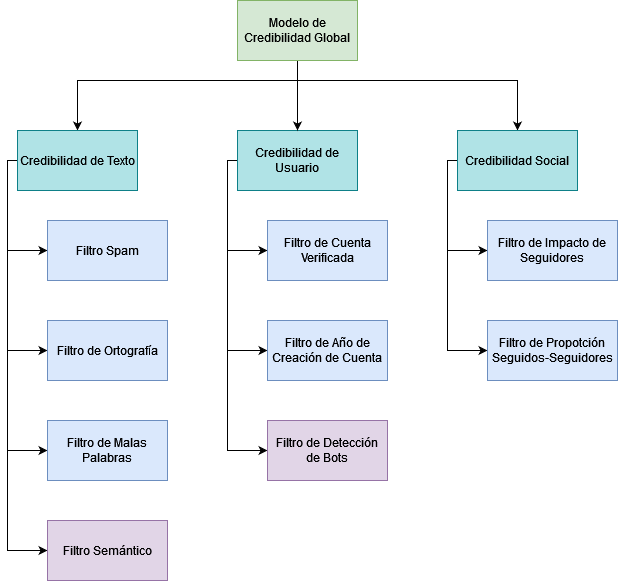 Modelo de
Credibilidad Global
Credibilidad de Texto
Credibilidad de
Usuario
Credibilidad Social
Filtro Spam
Filtro de Cuenta
Verificada
Filtro de Impacto de
Seguidores
Filtro de Ortografía
Filtro de Año de
Creación de Cuenta
Filtro de Propotción
Seguidos-Seguidores
Filtro de Malas
Palabras
Filtro de Detección
de Bots
Filtro Semántico